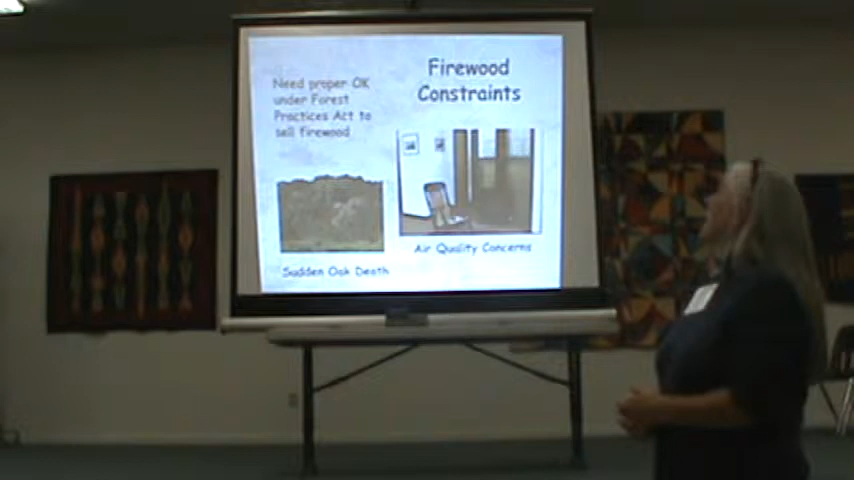 Firewood
Constraints
Need proper OK
under Forest
Practices Act to
sell firewood
Air Quality Concerns
Sudden Oak Death